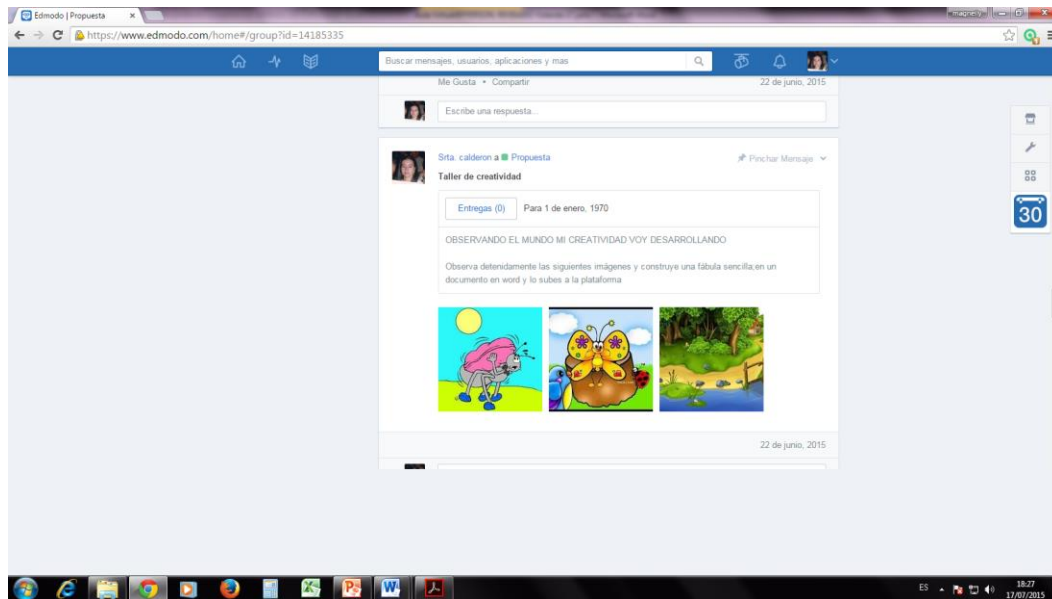 Edmodo | Propuesta
https://www.edmodo.com/home#/group?id=14185335
Buscar mensajes, usuarios, aplicaciones y mas
Me Gusta • Compartir 22 de junio, 2015
Escribe una respuesta...
Srta. calderon a Propuesta Pinchar Mensaje
Taller de creatividad
Entregas (0) Para 1 de enero, 1970
OBSERVANDO EL MUNDO MI CREATIVIDAD VOY DESARROLLANDO
Observa detenidamente las siguientes imágenes y construye una fábula sencilla;en un
documento en word y lo subes a la plataforma
30
22 de junio, 2015
ES 18:27
17/07/2015